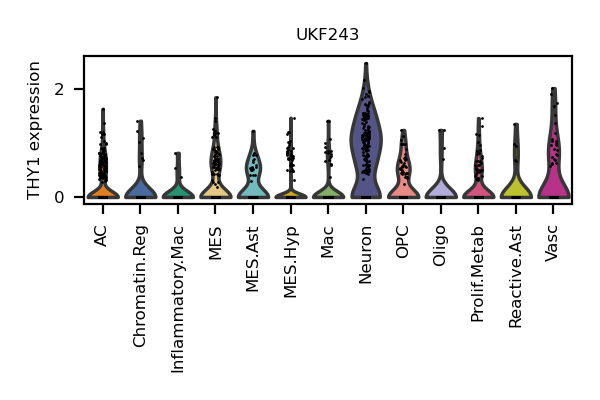 UKF243
THY1 expression
2
0
AC
Chromatin.Reg
Inflammatory.Mac
MES
MES.Ast
MES.Hyp
Mac
Neuron
OPC
Oligo
Prolif.Metab
Reactive.Ast
Vasc